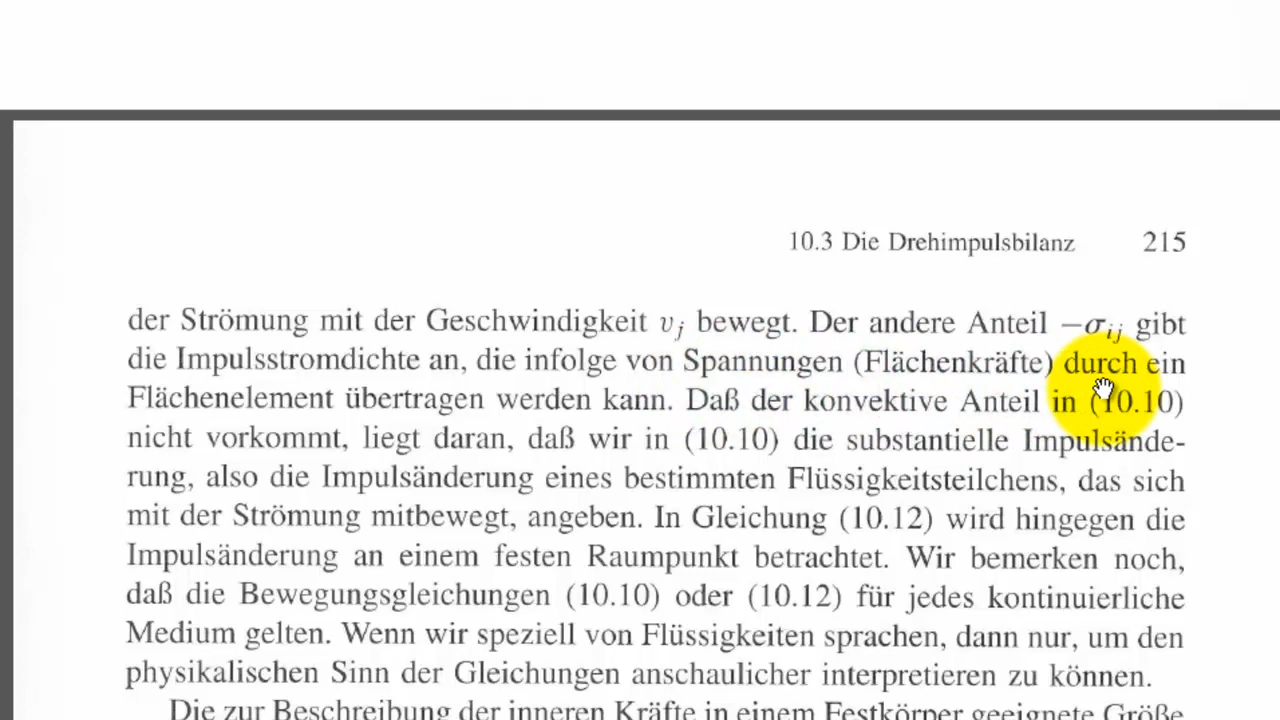 10.3 Die Drehimpulsbilanz 215
der Strömung mit der Geschwindigkeit vⱼ bewegt. Der andere Anteil −σᵢⱼ gibt
die Impulsstromdichte an, die infolge von Spannungen (Flächenkräfte) durch ein
Flächenelement übertragen werden kann. Daß der konvektive Anteil in (10.10)
nicht vorkommt, liegt daran, daß wir in (10.10) die substantielle Impulsände-
rung, also die Impulsänderung eines bestimmten Flüssigkeitsteilchens, das sich
mit der Strömung mitbewegt, angeben. In Gleichung (10.12) wird hingegen die
Impulsänderung an einem festen Raumpunkt betrachtet. Wir bemerken noch,
daß die Bewegungsgleichungen (10.10) oder (10.12) für jedes kontinuierliche
Medium gelten. Wenn wir speziell von Flüssigkeiten sprachen, dann nur, um den
physikalischen Sinn der Gleichungen anschaulicher interpretieren zu können.
Die zur Beschreibung der inneren Kräfte in einem Festkörper geeignete Größe